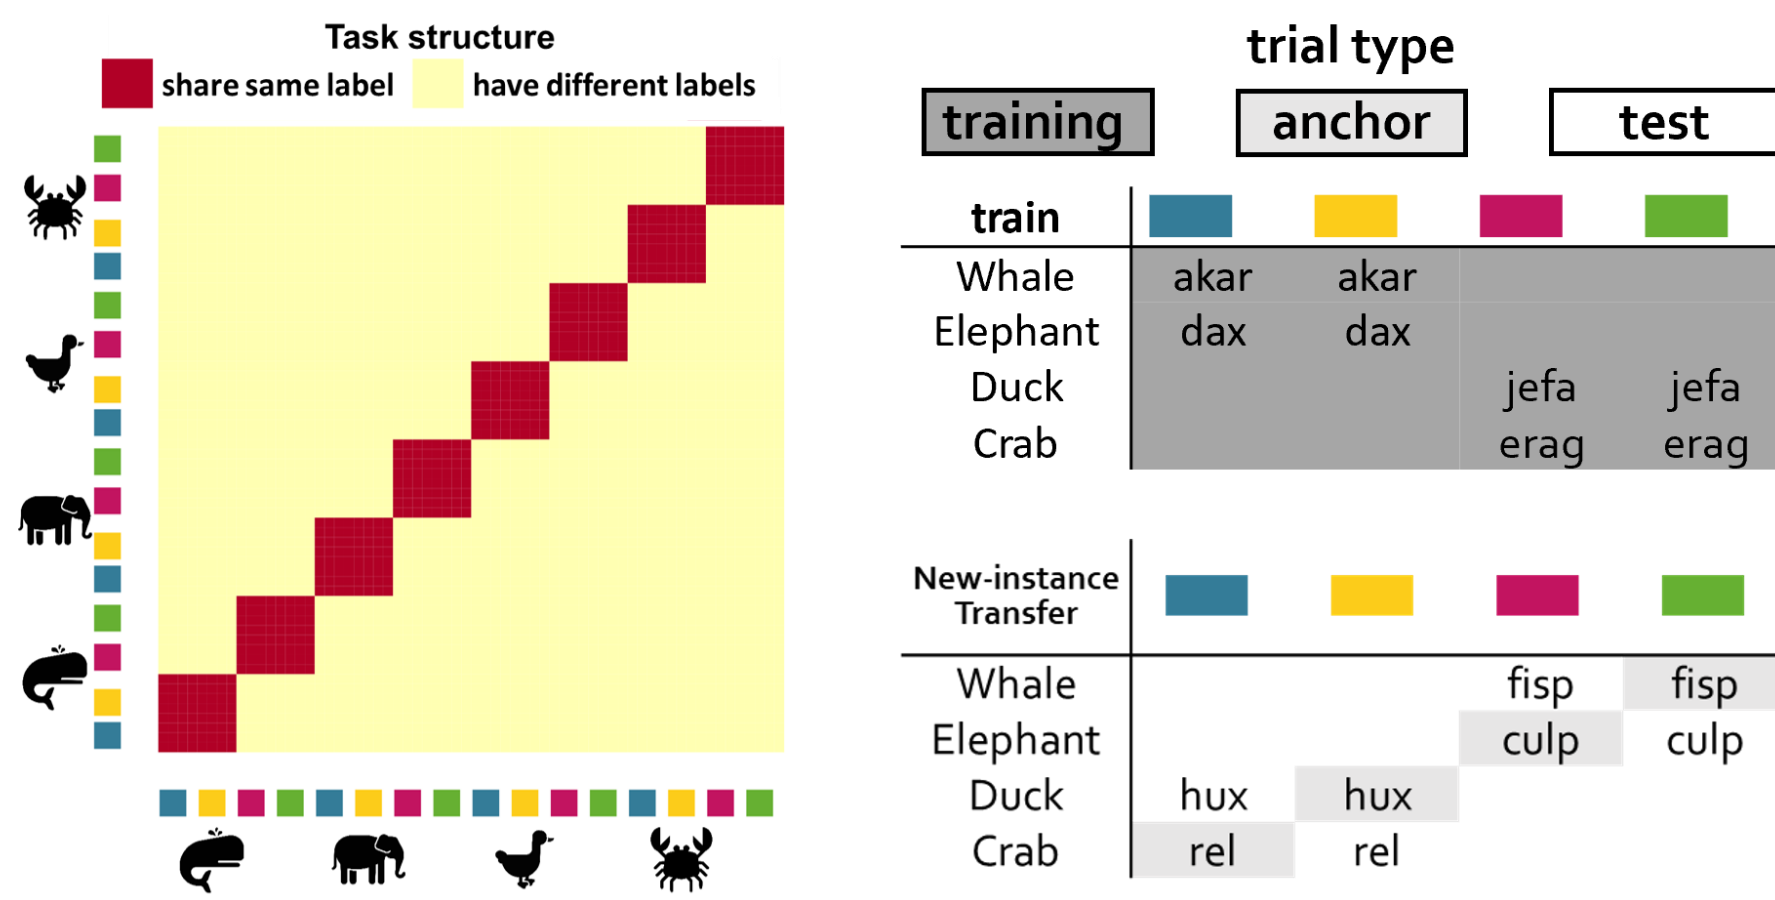 Task structure
share same label have different labels
trial type
training anchor test
train
Whale akar akar
Elephant dax dax
Duck jefa jefa
Crab erag erag
New-instance
Transfer
Whale fisp fisp
Elephant culp culp
Duck hux hux
Crab rel rel